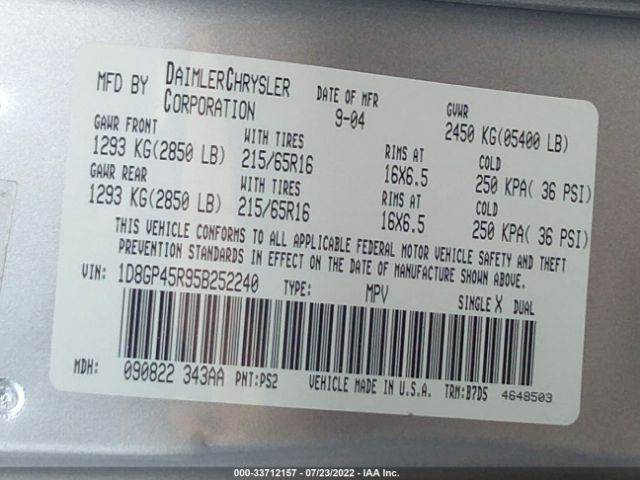 MFD BY DAIMLERCHRYSLER CORPORATION DATE OF MFR 9-04 GVWR 2450 KG(05400 LB)
GAWR FRONT WITH TIRES RIMS AT COLD
1293 KG(2850 LB) 215/65R16 16X6.5 250 KPA( 36 PSI)
GAWR REAR WITH TIRES RIMS AT COLD
1293 KG(2850 LB) 215/65R16 16X6.5 250 KPA( 36 PSI)
THIS VEHICLE CONFORMS TO ALL APPLICABLE FEDERAL MOTOR VEHICLE SAFETY AND THEFT
PREVENTION STANDARDS IN EFFECT ON THE DATE OF MANUFACTURE SHOWN ABOVE.
VIN: 1D8GP45R95B252240 TYPE: MPV SINGLE X DUAL
MDH: 090822 343AA PNT:PS2 VEHICLE MADE IN U.S.A. TRM:B7D5 4648503
000-33712157 - 07/23/2022 - IAA Inc.